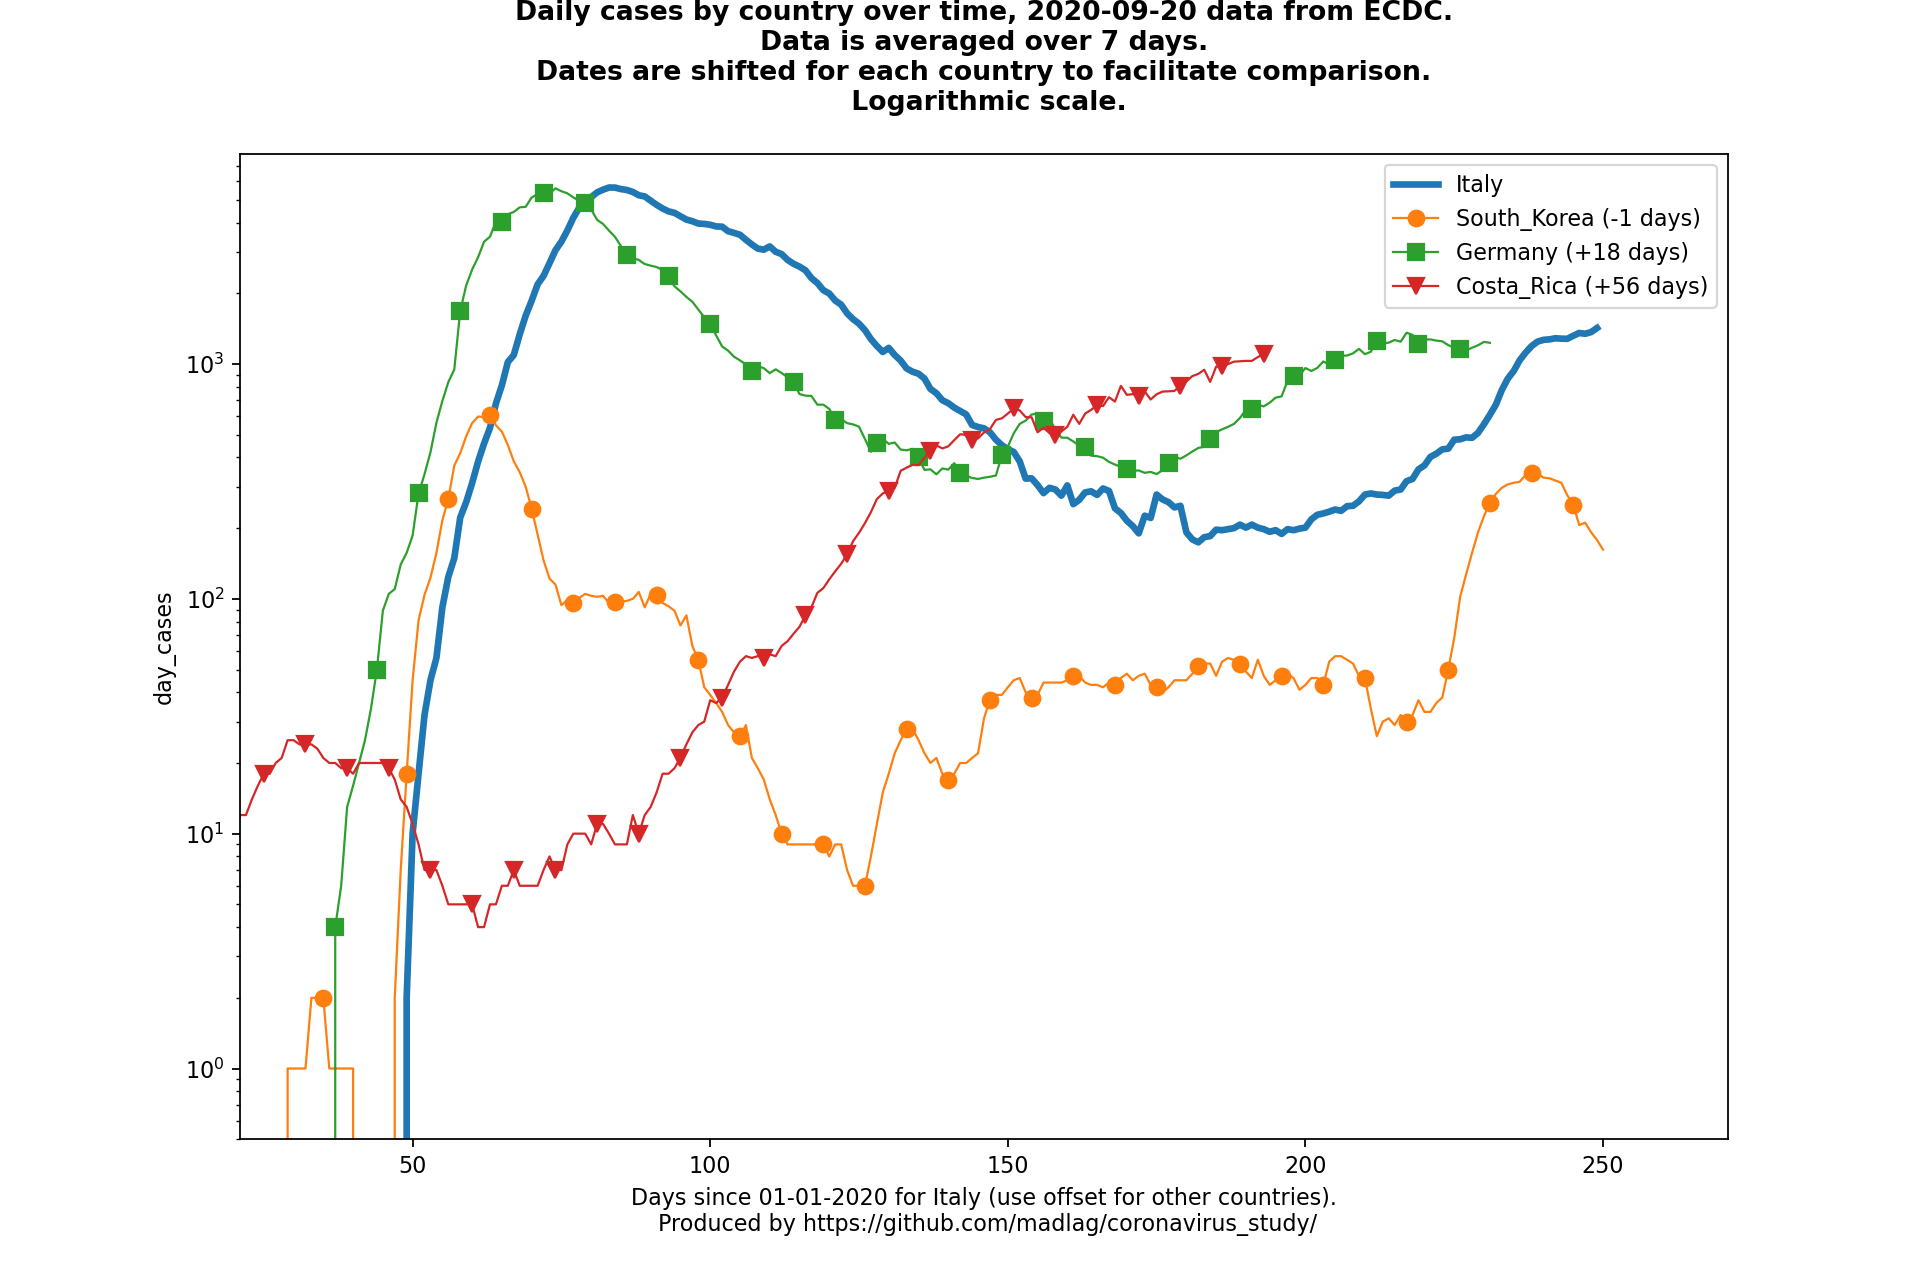 Daily cases by country over time, 2020-09-20 data from ECDC.
Data is averaged over 7 days.
Dates are shifted for each country to facilitate comparison.
Logarithmic scale.
Italy
South_Korea (-1 days)
Germany (+18 days)
Costa_Rica (+56 days)
day_cases
10³
10²
10¹
10⁰
50 100 150 200 250
Days since 01-01-2020 for Italy (use offset for other countries).
Produced by https://github.com/madlag/coronavirus_study/